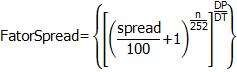 FatorSpread = {[(spread/100 + 1)^(n/252)]^(DP/DT)}